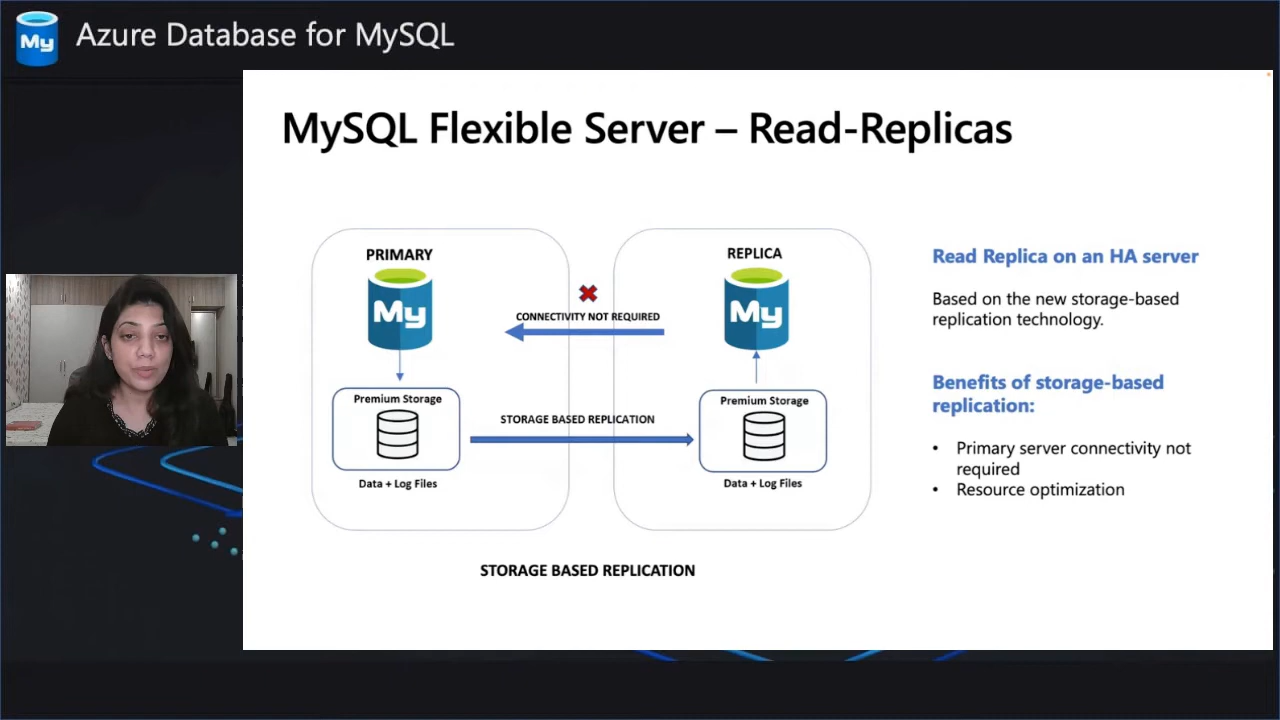 My Azure Database for MySQL
MySQL Flexible Server – Read-Replicas
PRIMARY
My
Premium Storage
Data + Log Files
CONNECTIVITY NOT REQUIRED
STORAGE BASED REPLICATION
REPLICA
My
Premium Storage
Data + Log Files
STORAGE BASED REPLICATION
Read Replica on an HA server
Based on the new storage-based
replication technology.
Benefits of storage-based
replication:
• Primary server connectivity not
required
• Resource optimization